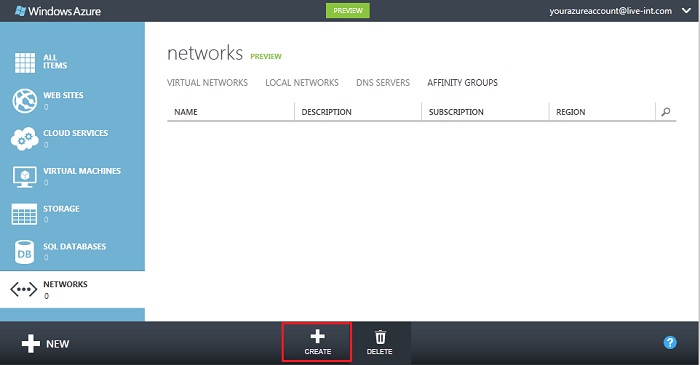 Windows Azure
PREVIEW
yourazureaccount@live-int.com
ALL
ITEMS
WEB SITES
0
CLOUD SERVICES
0
VIRTUAL MACHINES
0
STORAGE
0
DB
SQL DATABASES
0
NETWORKS
0
networks PREVIEW
VIRTUAL NETWORKS LOCAL NETWORKS DNS SERVERS AFFINITY GROUPS
NAME DESCRIPTION SUBSCRIPTION REGION
NEW
CREATE
DELETE
?